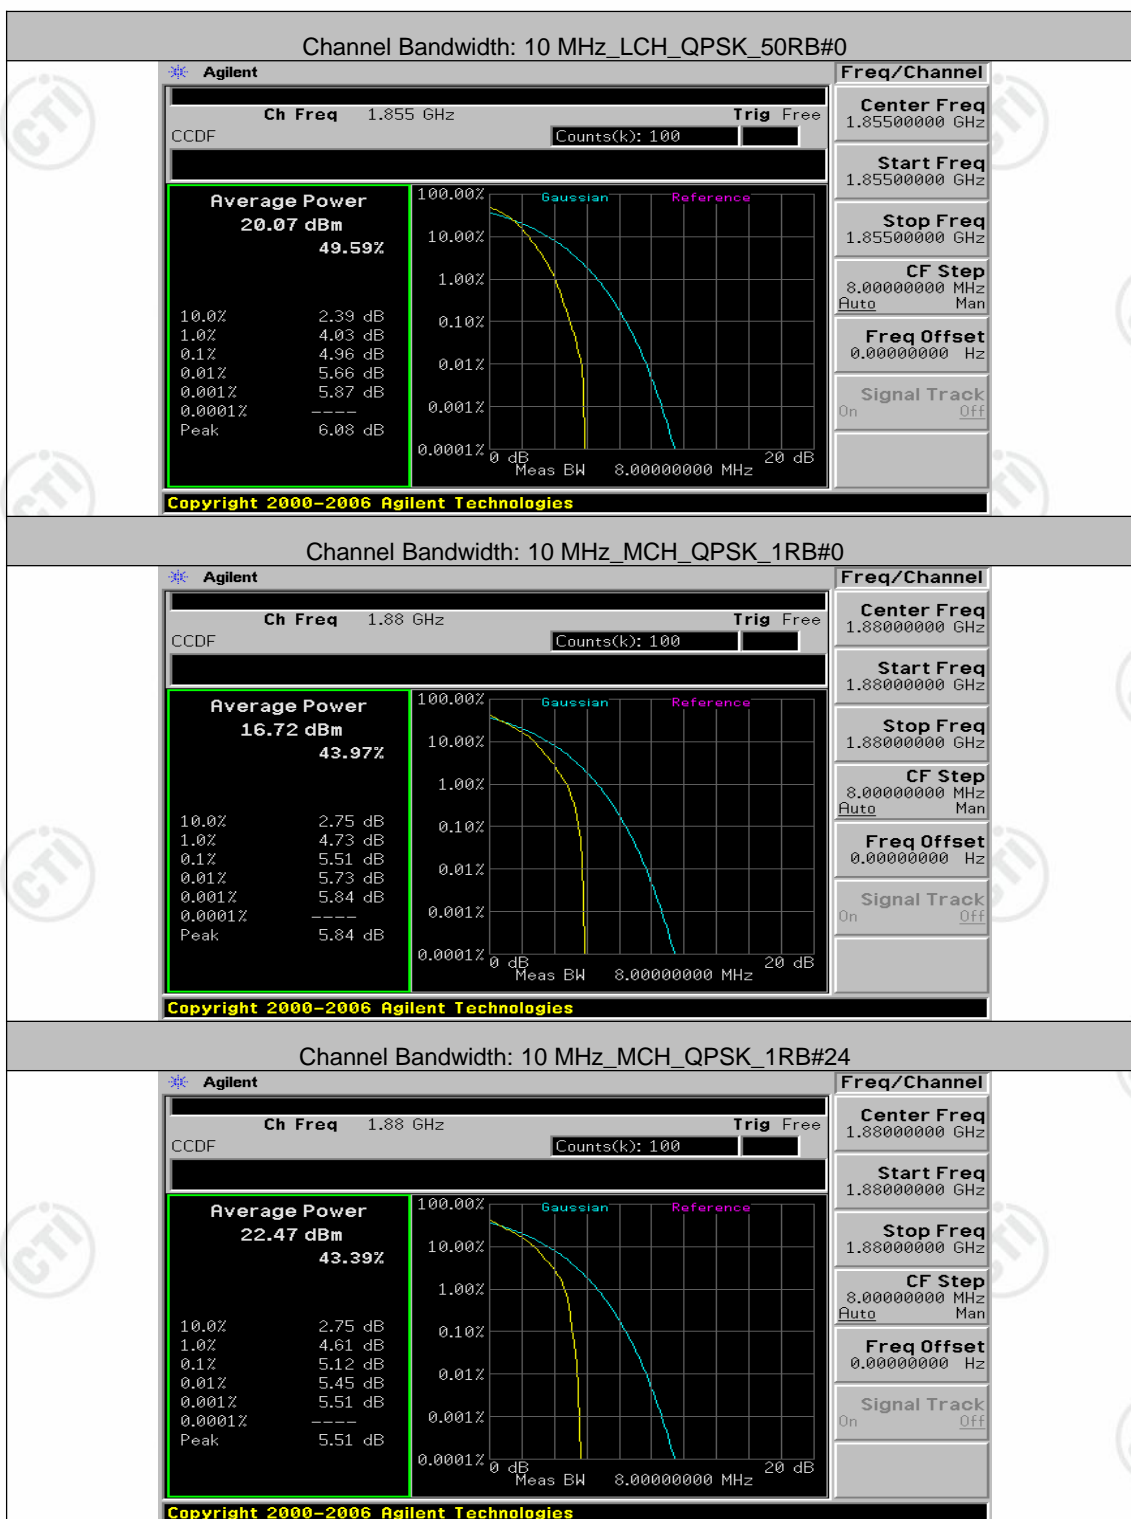 Channel Bandwidth: 10 MHz_LCH_QPSK_50RB#0
Agilent
Freq/Channel
Ch Freq 1.855 GHz Trig Free
CCDF Counts(k): 100
Center Freq
1.85500000 GHz
Start Freq
1.85500000 GHz
Stop Freq
1.85500000 GHz
CF Step
8.00000000 MHz
Auto Man
Freq Offset
0.00000000 Hz
Signal Track
On Off
Average Power
20.07 dBm
49.59%
10.0% 2.39 dB
1.0% 4.03 dB
0.1% 4.96 dB
0.01% 5.66 dB
0.001% 5.87 dB
0.0001% ----
Peak 6.08 dB
Gaussian Reference
100.00%
10.00%
1.00%
0.10%
0.01%
0.001%
0.0001%
0 dB 20 dB
Meas BW 8.00000000 MHz
Copyright 2000-2006 Agilent Technologies
Channel Bandwidth: 10 MHz_MCH_QPSK_1RB#0
Agilent
Freq/Channel
Ch Freq 1.88 GHz Trig Free
CCDF Counts(k): 100
Center Freq
1.88000000 GHz
Start Freq
1.88000000 GHz
Stop Freq
1.88000000 GHz
CF Step
8.00000000 MHz
Auto Man
Freq Offset
0.00000000 Hz
Signal Track
On Off
Average Power
16.72 dBm
43.97%
10.0% 2.75 dB
1.0% 4.73 dB
0.1% 5.51 dB
0.01% 5.73 dB
0.001% 5.84 dB
0.0001% ----
Peak 5.84 dB
Gaussian Reference
100.00%
10.00%
1.00%
0.10%
0.01%
0.001%
0.0001%
0 dB 20 dB
Meas BW 8.00000000 MHz
Copyright 2000-2006 Agilent Technologies
Channel Bandwidth: 10 MHz_MCH_QPSK_1RB#24
Agilent
Freq/Channel
Ch Freq 1.88 GHz Trig Free
CCDF Counts(k): 100
Center Freq
1.88000000 GHz
Start Freq
1.88000000 GHz
Stop Freq
1.88000000 GHz
CF Step
8.00000000 MHz
Auto Man
Freq Offset
0.00000000 Hz
Signal Track
On Off
Average Power
22.47 dBm
43.39%
10.0% 2.75 dB
1.0% 4.61 dB
0.1% 5.12 dB
0.01% 5.45 dB
0.001% 5.51 dB
0.0001% ----
Peak 5.51 dB
Gaussian Reference
100.00%
10.00%
1.00%
0.10%
0.01%
0.001%
0.0001%
0 dB 20 dB
Meas BW 8.00000000 MHz
Copyright 2000-2006 Agilent Technologies
CTI
CTI
CTI
CTI
CTI
CTI
CTI
CTI